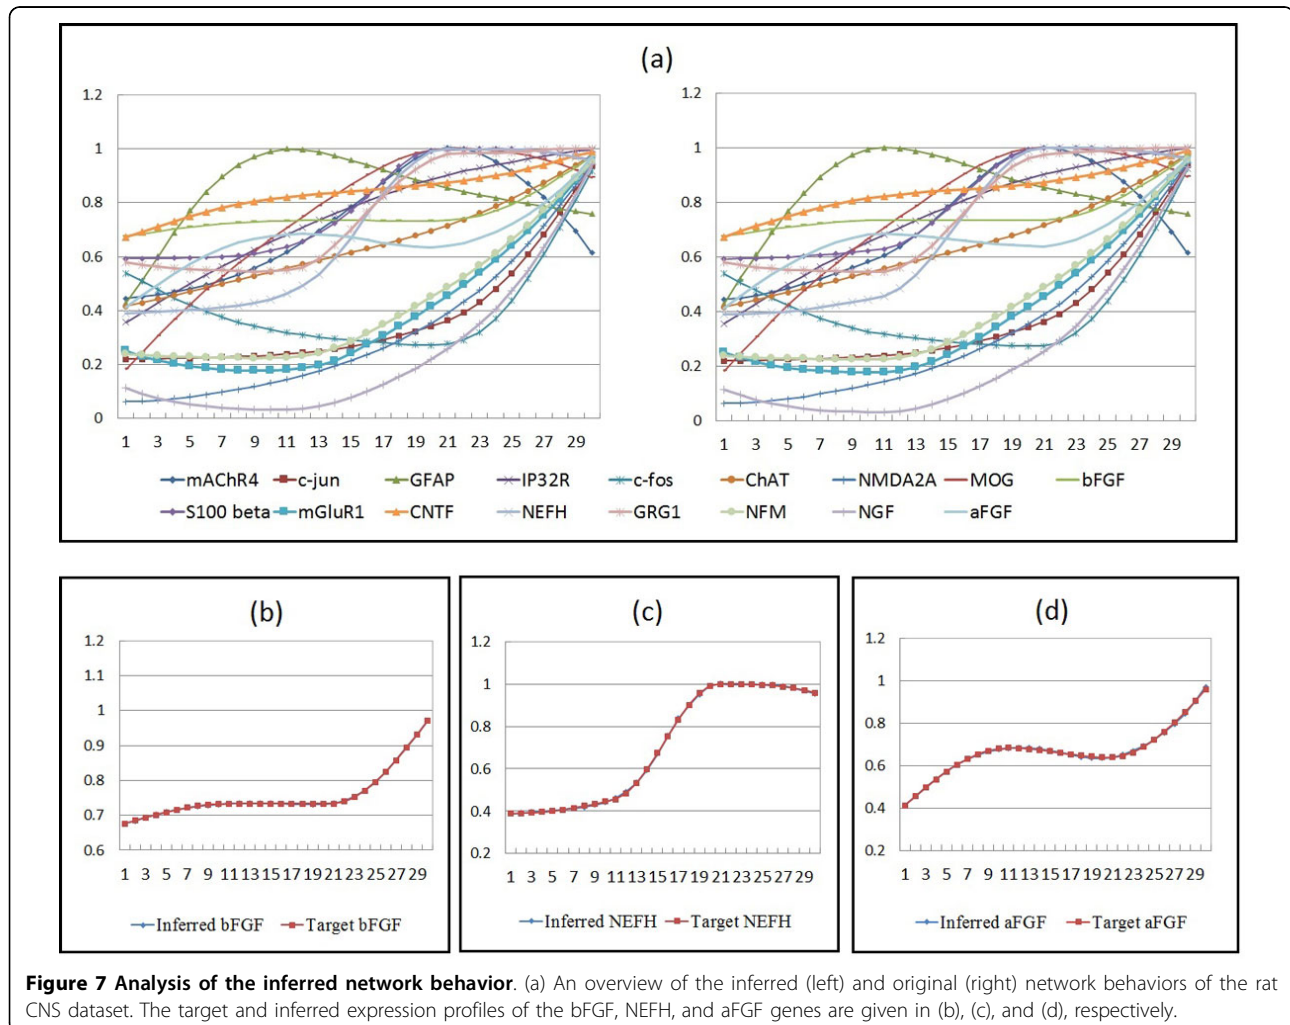 (a)
1.2
1
0.8
0.6
0.4
0.2
0
1 3 5 7 9 11 13 15 17 19 21 23 25 27 29
1.2
1
0.8
0.6
0.4
0.2
0
1 3 5 7 9 11 13 15 17 19 21 23 25 27 29
mAChR4 c-jun GFAP IP32R c-fos ChAT NMDA2A MOG bFGF
S100 beta mGluR1 CNTF NEFH GRG1 NFM NGF aFGF
(b)
1.2
1.1
1
0.9
0.8
0.7
0.6
1 3 5 7 9 11 13 15 17 19 21 23 25 27 29
Inferred bFGF Target bFGF
(c)
1.2
1
0.8
0.6
0.4
0.2
1 3 5 7 9 11 13 15 17 19 21 23 25 27 29
Inferred NEFH Target NEFH
(d)
1.2
1
0.8
0.6
0.4
0.2
1 3 5 7 9 11 13 15 17 19 21 23 25 27 29
Inferred aFGF Target aFGF
Figure 7 Analysis of the inferred network behavior. (a) An overview of the inferred (left) and original (right) network behaviors of the rat
CNS dataset. The target and inferred expression profiles of the bFGF, NEFH, and aFGF genes are given in (b), (c), and (d), respectively.